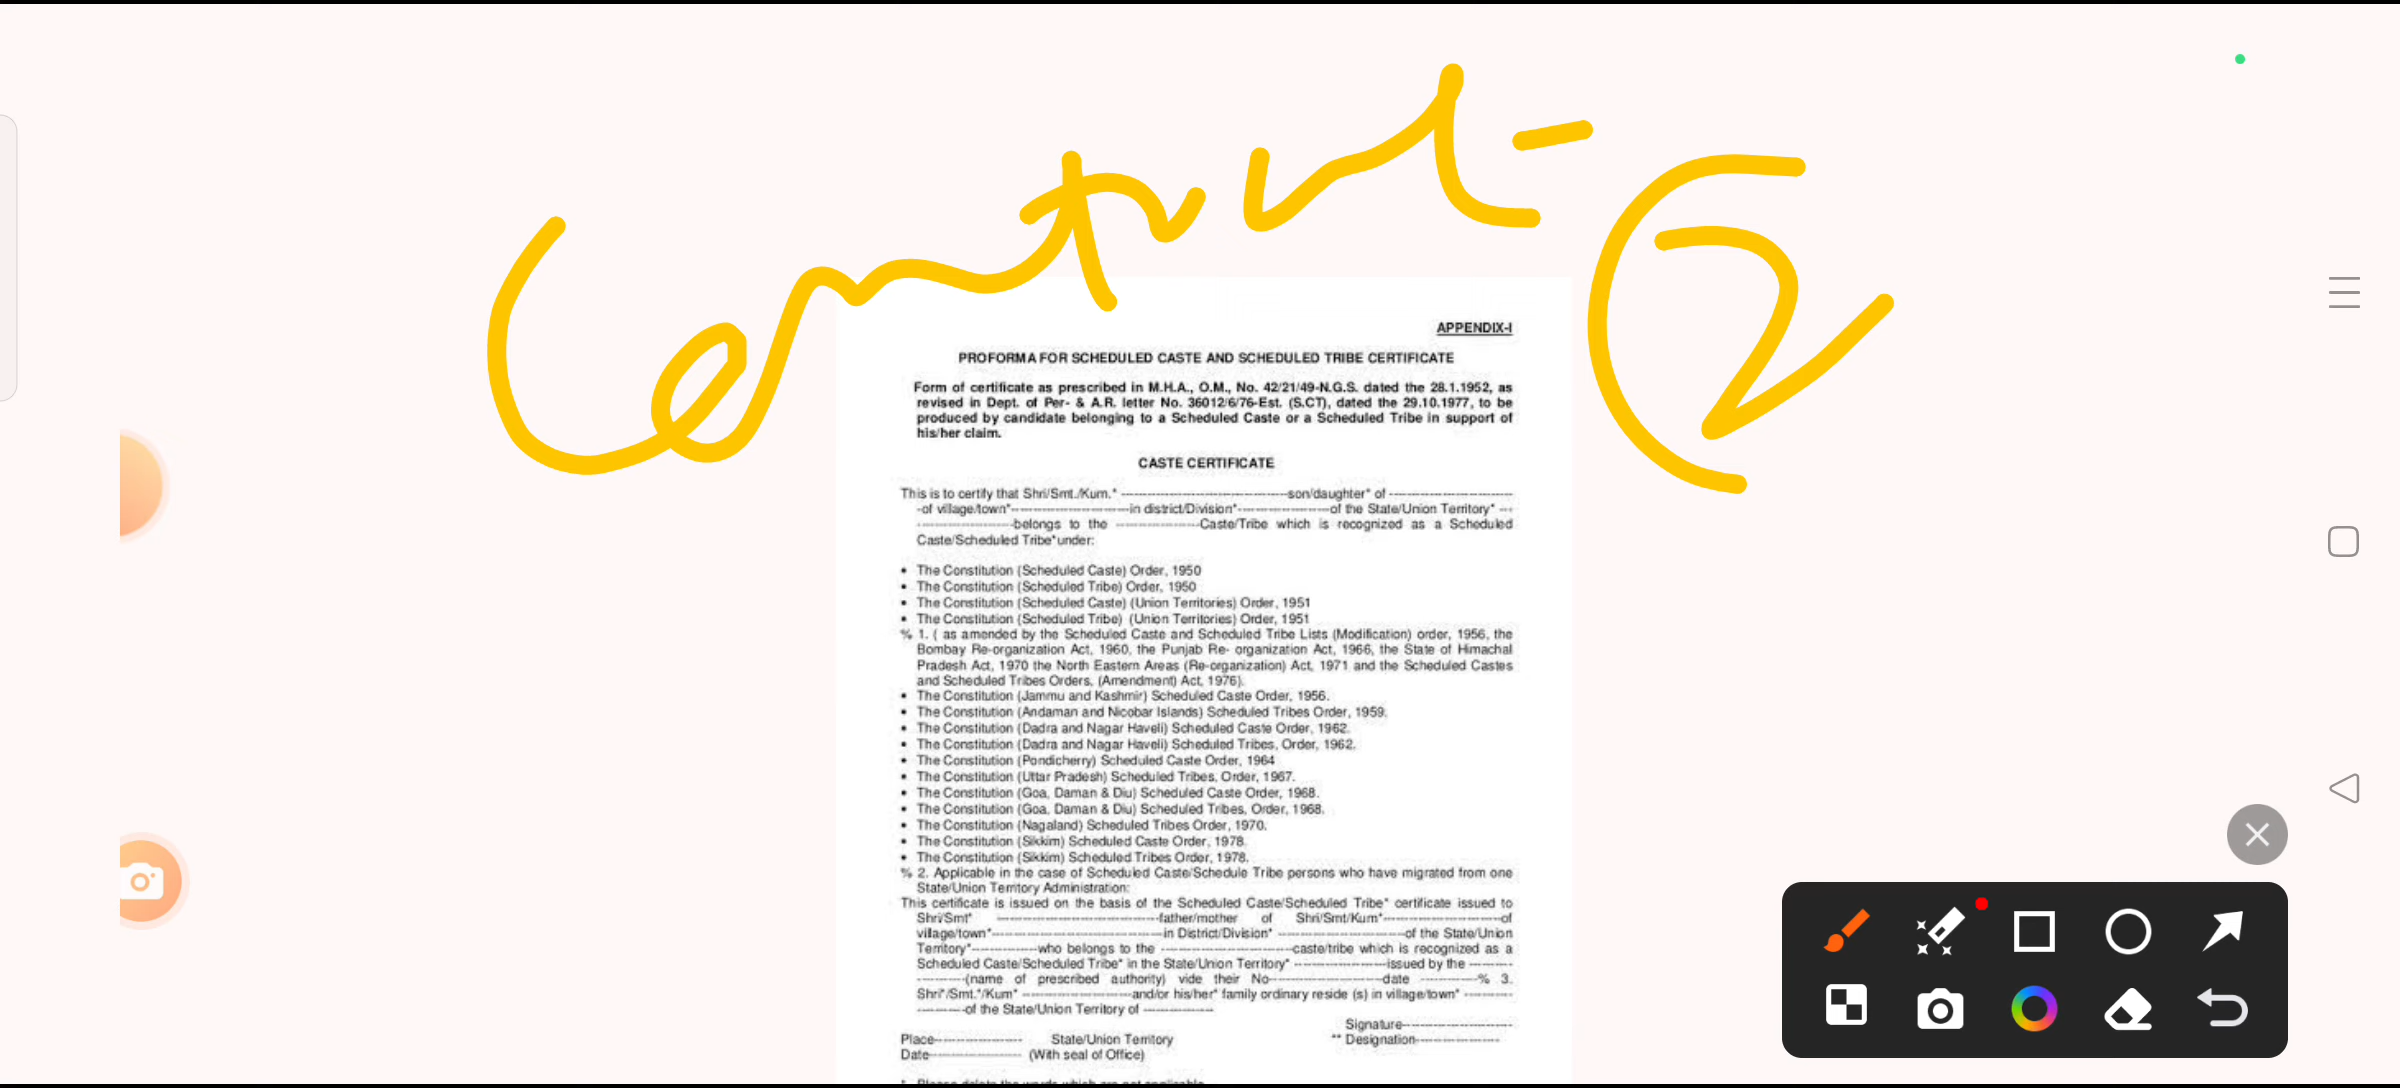 Central - 2
APPENDIX-I
PROFORMA FOR SCHEDULED CASTE AND SCHEDULED TRIBE CERTIFICATE
Form of certificate as prescribed in M.H.A., O.M., No. 42/21/49-N.G.S. dated the 28.1.1952, as
revised in Dept. of Per- & A.R. letter No. 36012/6/76-Est. (S.CT), dated the 29.10.1977, to be
produced by candidate belonging to a Scheduled Caste or a Scheduled Tribe in support of
his/her claim.
CASTE CERTIFICATE
This is to certify that Shri/Smt./Kum.* ----------------------------------son/daughter* of -------------------------
-of village/town*-------------------------in district/Division*-------------------of the State/Union Territory* ---
--------------------belongs to the -----------------Caste/Tribe which is recognized as a Scheduled
Caste/Scheduled Tribe*under:
• The Constitution (Scheduled Caste) Order, 1950
• The Constitution (Scheduled Tribe) Order, 1950
• The Constitution (Scheduled Caste) (Union Territories) Order, 1951
• The Constitution (Scheduled Tribe) (Union Territories) Order, 1951
% 1. ( as amended by the Scheduled Caste and Scheduled Tribe Lists (Modification) order, 1956, the
Bombay Re-organization Act, 1960, the Punjab Re- organization Act, 1966, the State of Himachal
Pradesh Act, 1970 the North Eastern Areas (Re-organization) Act, 1971 and the Scheduled Castes
and Scheduled Tribes Orders, (Amendment) Act, 1976).
• The Constitution (Jammu and Kashmir) Scheduled Caste Order, 1956.
• The Constitution (Andaman and Nicobar Islands) Scheduled Tribes Order, 1959.
• The Constitution (Dadra and Nagar Haveli) Scheduled Caste Order, 1962.
• The Constitution (Dadra and Nagar Haveli) Scheduled Tribes, Order, 1962.
• The Constitution (Pondicherry) Scheduled Caste Order, 1964
• The Constitution (Uttar Pradesh) Scheduled Tribes, Order, 1967.
• The Constitution (Goa, Daman & Diu) Scheduled Caste Order, 1968.
• The Constitution (Goa, Daman & Diu) Scheduled Tribes, Order, 1968.
• The Constitution (Nagaland) Scheduled Tribes Order, 1970.
• The Constitution (Sikkim) Scheduled Caste Order, 1978.
• The Constitution (Sikkim) Scheduled Tribes Order, 1978.
% 2. Applicable in the case of Scheduled Caste/Schedule Tribe persons who have migrated from one
State/Union Territory Administration:
This certificate is issued on the basis of the Scheduled Caste/Scheduled Tribe* certificate issued to
Shri/Smt* ---------------------------------father/mother of Shri/Smt/Kum*------------------------of
village/town*-----------------------------------in District/Division* --------------------------of the State/Union
Territory*-------------who belongs to the ---------------------------caste/tribe which is recognized as a
Scheduled Caste/Scheduled Tribe* in the State/Union Territory* -------------------issued by the ---------
----------(name of prescribed authority) vide their No-----------------------date ------------% 3.
Shri*/Smt.*/Kum* ----------------------and/or his/her* family ordinary reside (s) in village/town* ----------
----------of the State/Union Territory of --------------
Signature-----------------------
Place------------------ State/Union Territory ** Designation-----------------
Date------------------- (With seal of Office)
* Please delete the words which are not applicable